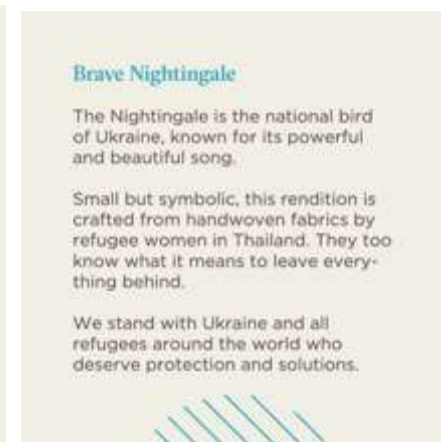 Brave Nightingale
The Nightingale is the national bird
of Ukraine, known for its powerful
and beautiful song.
Small but symbolic, this rendition is
crafted from handwoven fabrics by
refugee women in Thailand. They too
know what it means to leave every-
thing behind.
We stand with Ukraine and all
refugees around the world who
deserve protection and solutions.